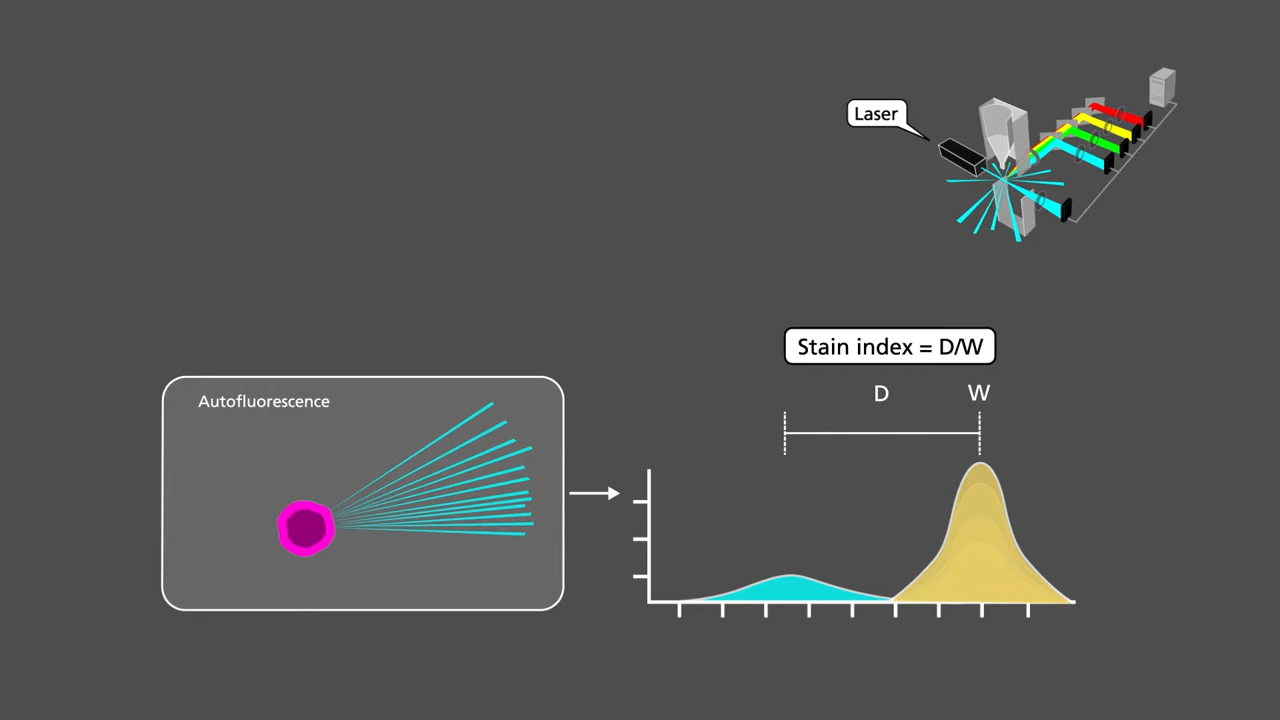 Laser
Stain index = D/W
D W
Autofluorescence